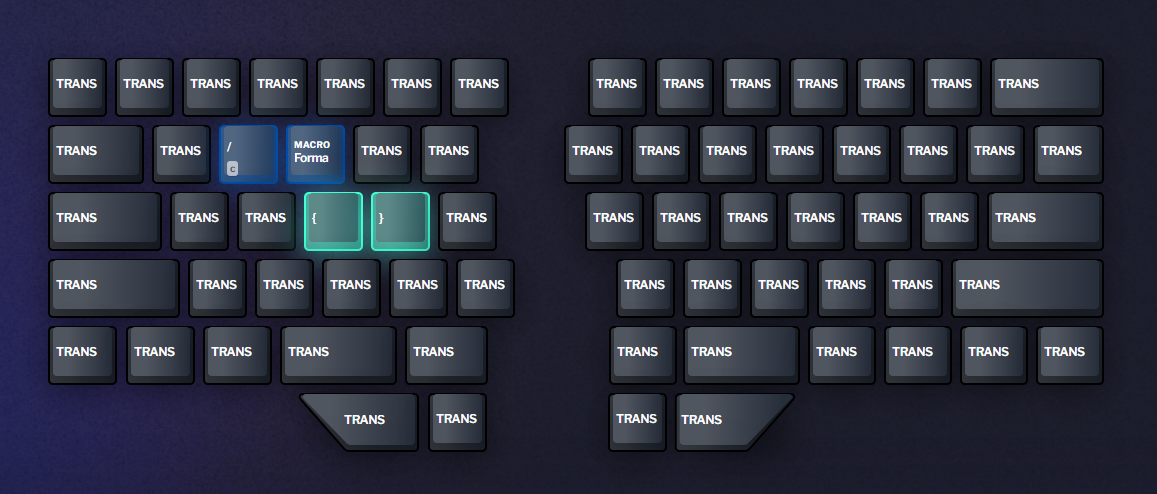 TRANS TRANS TRANS TRANS TRANS TRANS TRANS TRANS TRANS TRANS TRANS TRANS TRANS TRANS
TRANS TRANS / MACRO TRANS TRANS TRANS TRANS TRANS TRANS TRANS TRANS TRANS TRANS
c Forma
TRANS TRANS TRANS { } TRANS TRANS TRANS TRANS TRANS TRANS TRANS TRANS
TRANS TRANS TRANS TRANS TRANS TRANS TRANS TRANS TRANS TRANS TRANS TRANS
TRANS TRANS TRANS TRANS TRANS TRANS TRANS TRANS TRANS TRANS TRANS
TRANS TRANS TRANS TRANS